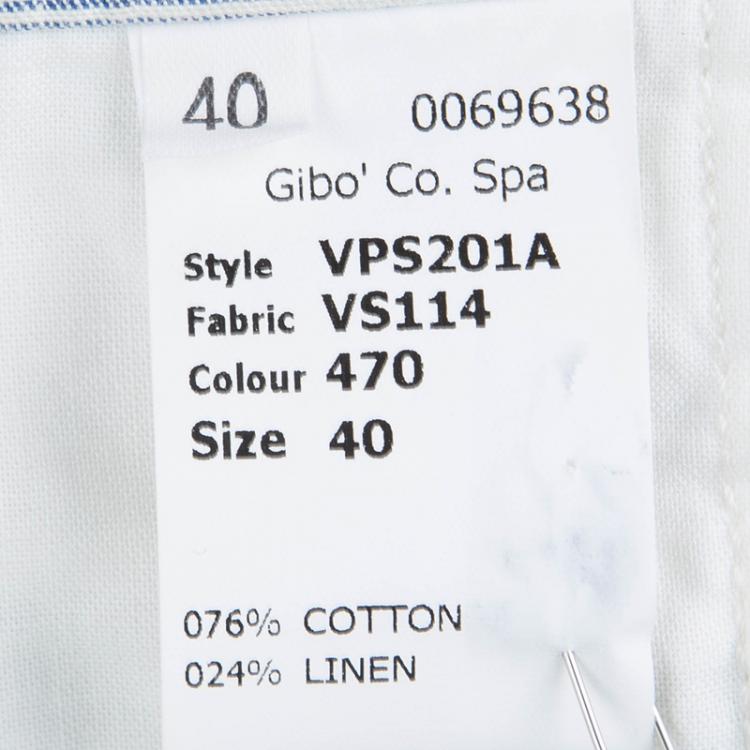 40 0069638
Gibo' Co. Spa
Style VPS201A
Fabric VS114
Colour 470
Size 40
076% COTTON
024% LINEN